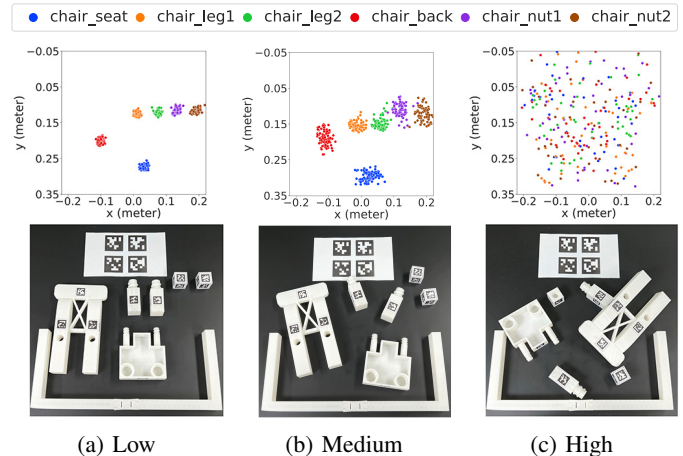 chair_seat chair_leg1 chair_leg2 chair_back chair_nut1 chair_nut2
y (meter)
−0.05
0.05
0.15
0.25
0.35
−0.2 −0.1 0.0 0.1 0.2
x (meter)
y (meter)
−0.05
0.05
0.15
0.25
0.35
−0.2 −0.1 0.0 0.1 0.2
x (meter)
y (meter)
−0.05
0.05
0.15
0.25
0.35
−0.2 −0.1 0.0 0.1 0.2
x (meter)
(a) Low
(b) Medium
(c) High